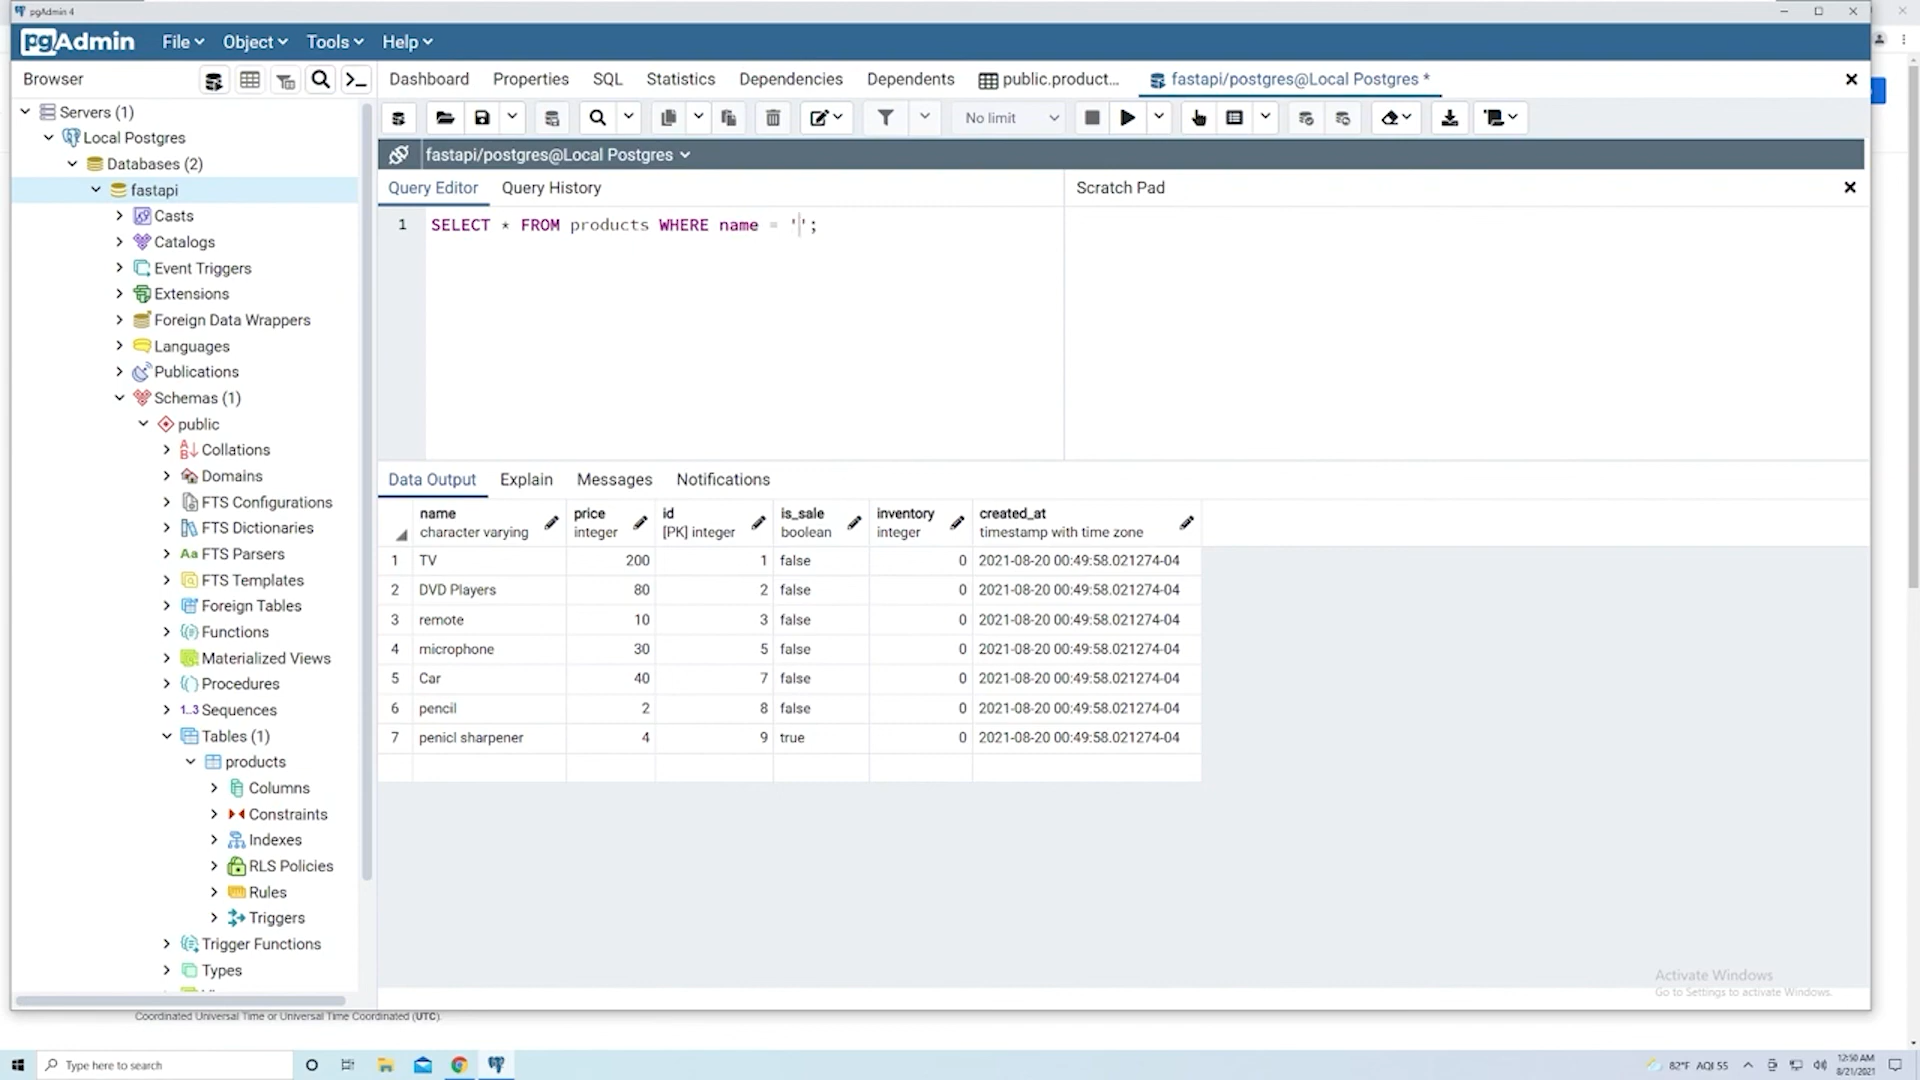 pgAdmin 4
pgAdmin File Object Tools Help
Browser
Dashboard Properties SQL Statistics Dependencies Dependents public.product... fastapi/postgres@Local Postgres *
No limit
fastapi/postgres@Local Postgres
Query Editor Query History
Scratch Pad
1 SELECT * FROM products WHERE name = '';
Servers (1)
Local Postgres
Databases (2)
fastapi
Casts
Catalogs
Event Triggers
Extensions
Foreign Data Wrappers
Languages
Publications
Schemas (1)
public
Collations
Domains
FTS Configurations
FTS Dictionaries
Aa FTS Parsers
FTS Templates
Foreign Tables
Functions
Materialized Views
Procedures
1..3 Sequences
Tables (1)
products
Columns
Constraints
Indexes
RLS Policies
Rules
Triggers
Trigger Functions
Types
Data Output Explain Messages Notifications
name price id is_sale inventory created_at
character varying integer [PK] integer boolean integer timestamp with time zone
1 TV 200 1 false 0 2021-08-20 00:49:58.021274-04
2 DVD Players 80 2 false 0 2021-08-20 00:49:58.021274-04
3 remote 10 3 false 0 2021-08-20 00:49:58.021274-04
4 microphone 30 5 false 0 2021-08-20 00:49:58.021274-04
5 Car 40 7 false 0 2021-08-20 00:49:58.021274-04
6 pencil 2 8 false 0 2021-08-20 00:49:58.021274-04
7 penicl sharpener 4 9 true 0 2021-08-20 00:49:58.021274-04
Activate Windows
Go to Settings to activate Windows.
Coordinated Universal Time or Universal Time Coordinated (UTC).
Type here to search
82°F AQI 55
12:50 AM
8/21/2021